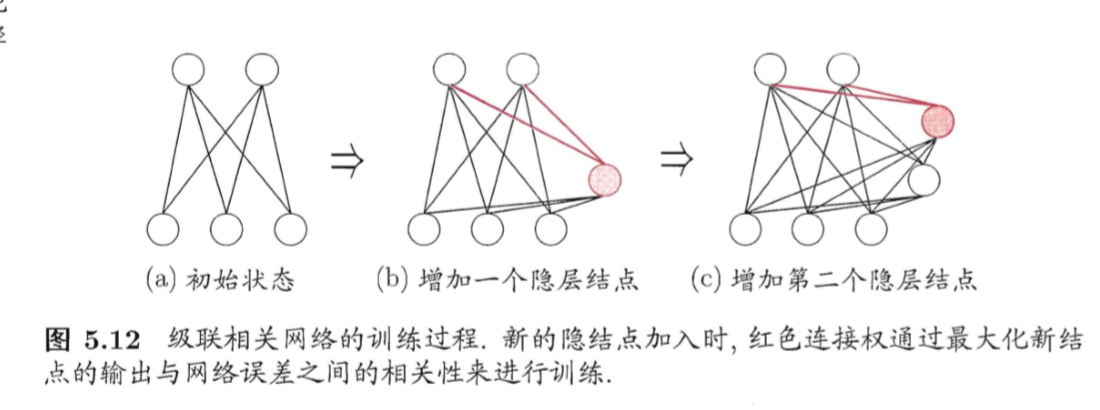 (a) 初始状态
(b) 增加一个隐层结点
(c) 增加第二个隐层结点
图 5.12 级联相关网络的训练过程. 新的隐结点加入时, 红色连接权通过最大化新结
点的输出与网络误差之间的相关性来进行训练.